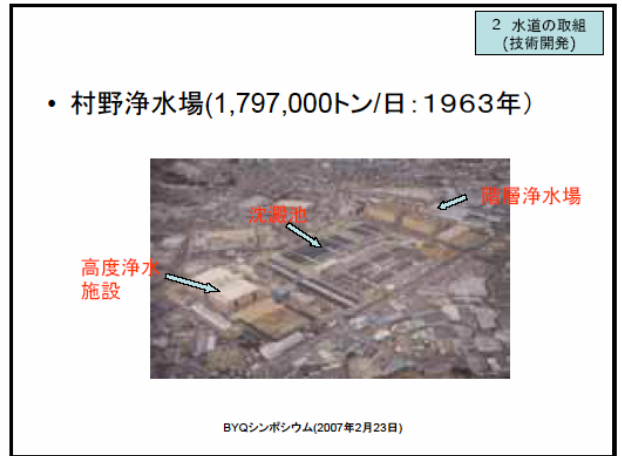 2 水道の取組
(技術開発)
• 村野浄水場(1,797,000トン/日:1963年)
階層浄水場
沈澱池
高度浄水
施設
BYQシンポシウム(2007年2月23日)